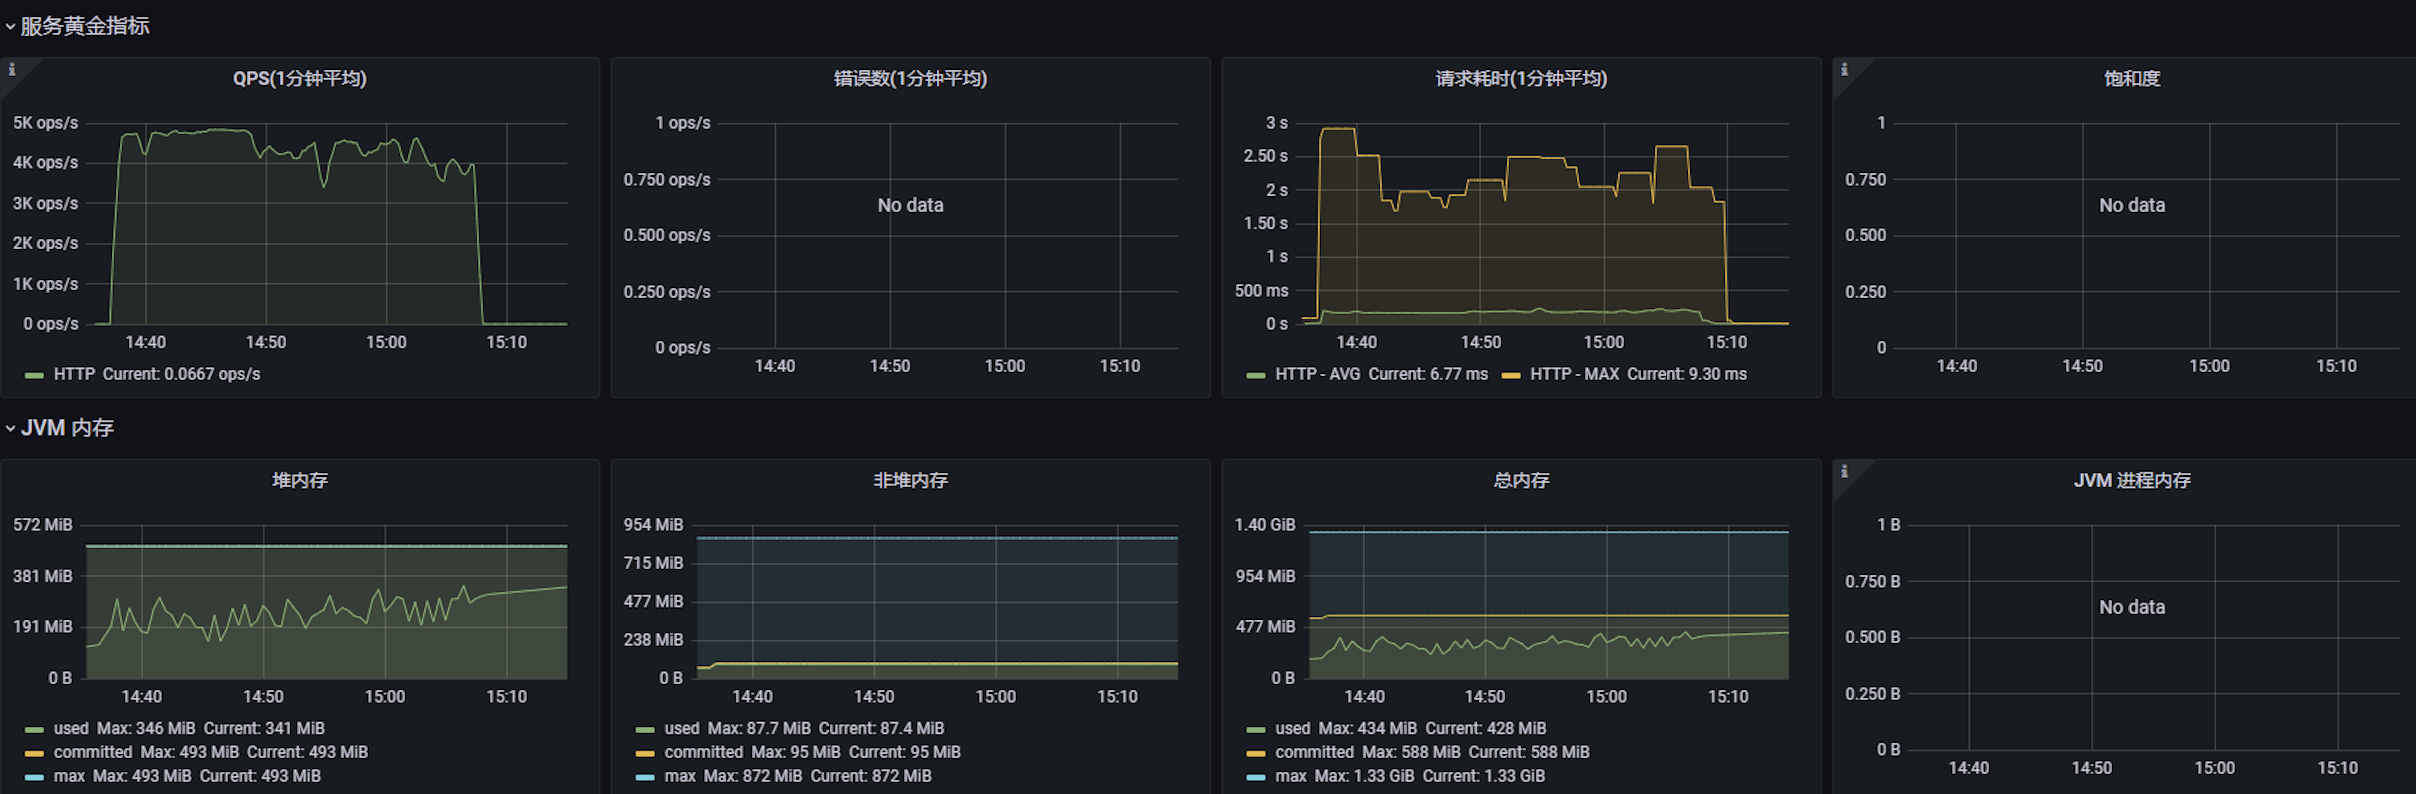 服务黄金指标
QPS(1分钟平均)
5K ops/s
4K ops/s
3K ops/s
2K ops/s
1K ops/s
0 ops/s
14:40 14:50 15:00 15:10
HTTP Current: 0.0667 ops/s
错误数(1分钟平均)
1 ops/s
0.750 ops/s
0.500 ops/s
0.250 ops/s
0 ops/s
No data
14:40 14:50 15:00 15:10
请求耗时(1分钟平均)
3 s
2.50 s
2 s
1.50 s
1 s
500 ms
0 s
14:40 14:50 15:00 15:10
HTTP - AVG Current: 6.77 ms HTTP - MAX Current: 9.30 ms
饱和度
1
0.750
0.500
0.250
0
No data
14:40 14:50 15:00 15:10
JVM 内存
堆内存
572 MiB
381 MiB
191 MiB
0 B
14:40 14:50 15:00 15:10
used Max: 346 MiB Current: 341 MiB
committed Max: 493 MiB Current: 493 MiB
max Max: 493 MiB Current: 493 MiB
非堆内存
954 MiB
715 MiB
477 MiB
238 MiB
0 B
14:40 14:50 15:00 15:10
used Max: 87.7 MiB Current: 87.4 MiB
committed Max: 95 MiB Current: 95 MiB
max Max: 872 MiB Current: 872 MiB
总内存
1.40 GiB
954 MiB
477 MiB
0 B
14:40 14:50 15:00 15:10
used Max: 434 MiB Current: 428 MiB
committed Max: 588 MiB Current: 588 MiB
max Max: 1.33 GiB Current: 1.33 GiB
JVM 进程内存
1 B
0.750 B
0.500 B
0.250 B
0 B
No data
14:40 14:50 15:00 15:10